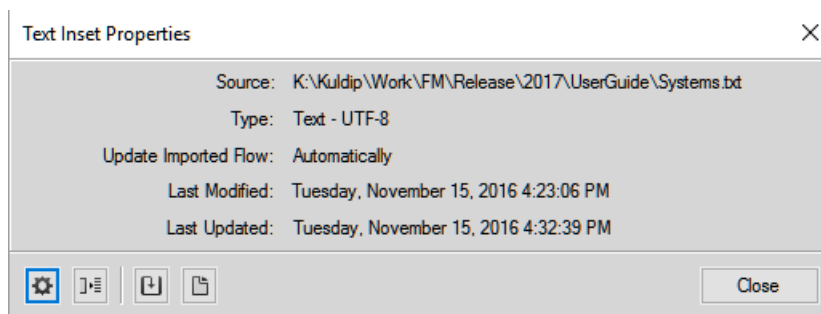 Text Inset Properties
Source: K:\Kuldip\Work\FM\Release\2017\UserGuide\Systems.txt
Type: Text - UTF-8
Update Imported Flow: Automatically
Last Modified: Tuesday, November 15, 2016 4:23:06 PM
Last Updated: Tuesday, November 15, 2016 4:32:39 PM
Close